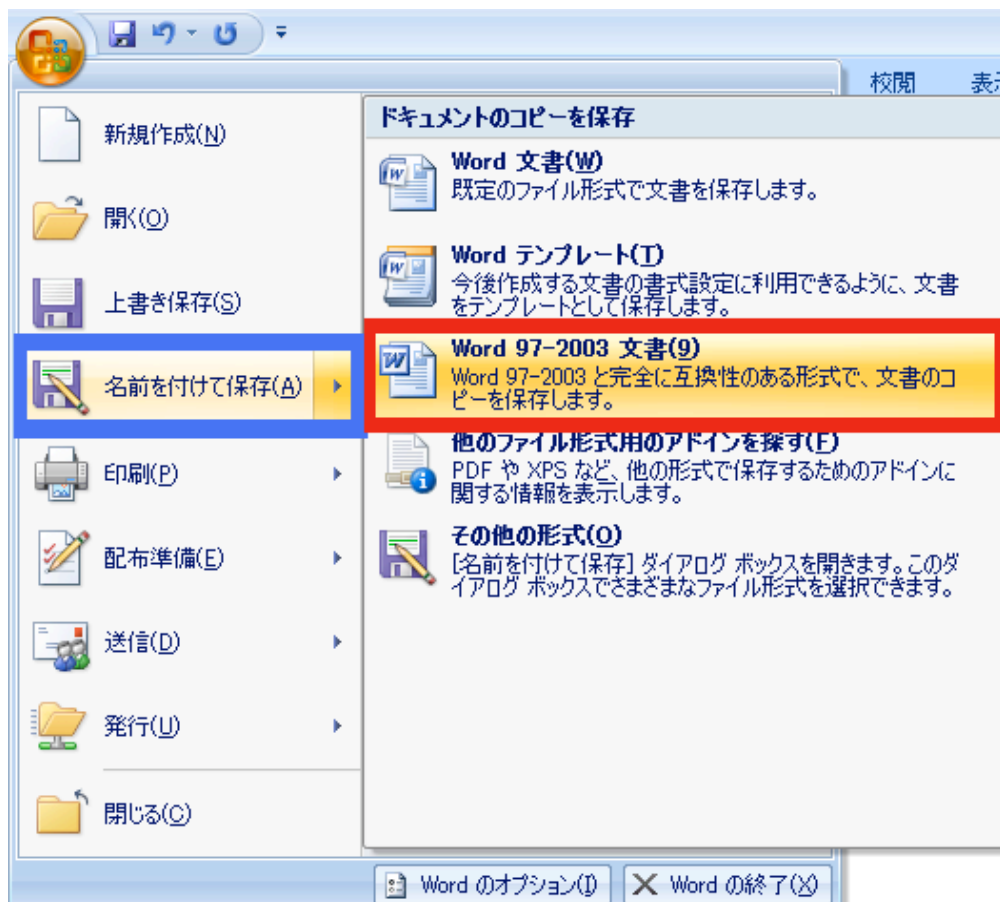 校閲
新規作成(N)
開く(O)
上書き保存(S)
名前を付けて保存(A)
印刷(P)
配布準備(E)
送信(D)
発行(U)
閉じる(C)
ドキュメントのコピーを保存
Word 文書(W)
既定のファイル形式で文書を保存します。
Word テンプレート(T)
今後作成する文書の書式設定に利用できるように、文書
をテンプレートとして保存します。
Word 97-2003 文書(9)
Word 97-2003 と完全に互換性のある形式で、文書のコ
ピーを保存します。
他のファイル形式用のアドインを探す(F)
PDF や XPS など、他の形式で保存するためのアドインに
関する情報を表示します。
その他の形式(O)
[名前を付けて保存] ダイアログ ボックスを開きます。このダ
イアログ ボックスでさまざまなファイル形式を選択できます。
Word のオプション(I)
Word の終了(X)